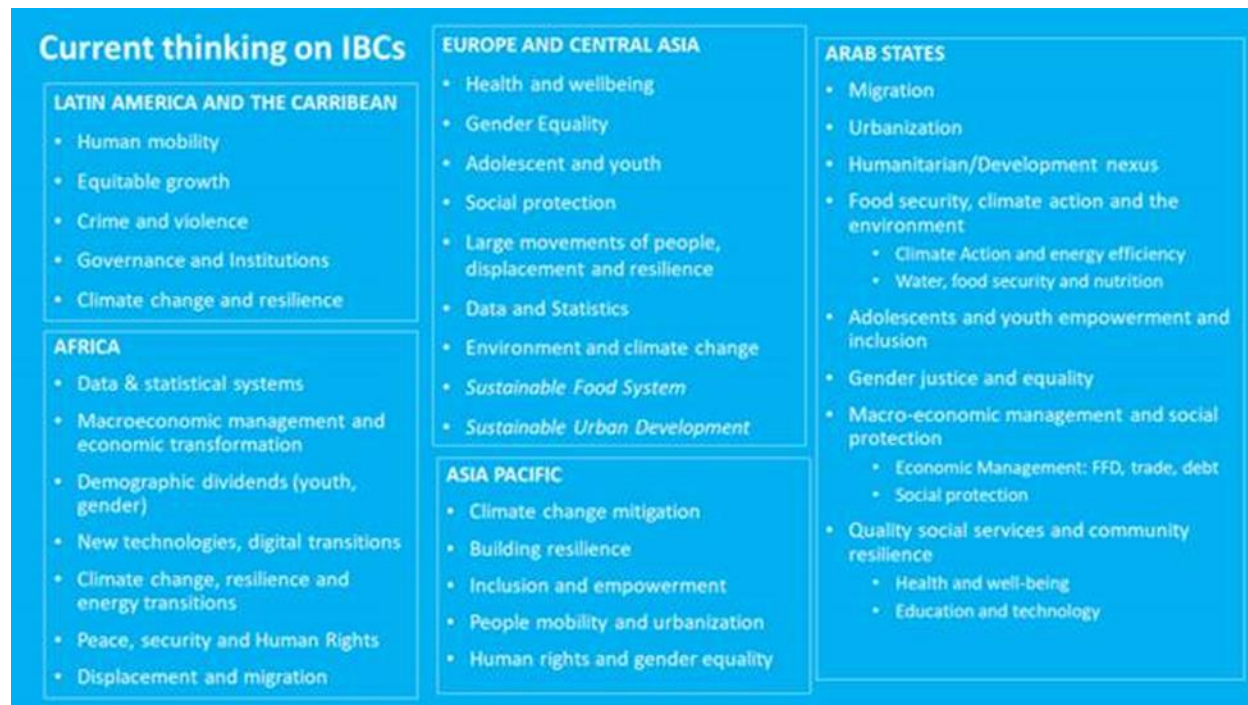 Current thinking on IBCs
LATIN AMERICA AND THE CARRIBEAN
• Human mobility
• Equitable growth
• Crime and violence
• Governance and Institutions
• Climate change and resilience
AFRICA
• Data & statistical systems
• Macroeconomic management and
economic transformation
• Demographic dividends (youth,
gender)
• New technologies, digital transitions
• Climate change, resilience and
energy transitions
• Peace, security and Human Rights
• Displacement and migration
EUROPE AND CENTRAL ASIA
• Health and wellbeing
• Gender Equality
• Adolescent and youth
• Social protection
• Large movements of people,
displacement and resilience
• Data and Statistics
• Environment and climate change
• Sustainable Food System
• Sustainable Urban Development
ASIA PACIFIC
• Climate change mitigation
• Building resilience
• Inclusion and empowerment
• People mobility and urbanization
• Human rights and gender equality
ARAB STATES
• Migration
• Urbanization
• Humanitarian/Development nexus
• Food security, climate action and the
environment
• Climate Action and energy efficiency
• Water, food security and nutrition
• Adolescents and youth empowerment and
inclusion
• Gender justice and equality
• Macro-economic management and social
protection
• Economic Management: FFD, trade, debt
• Social protection
• Quality social services and community
resilience
• Health and well-being
• Education and technology